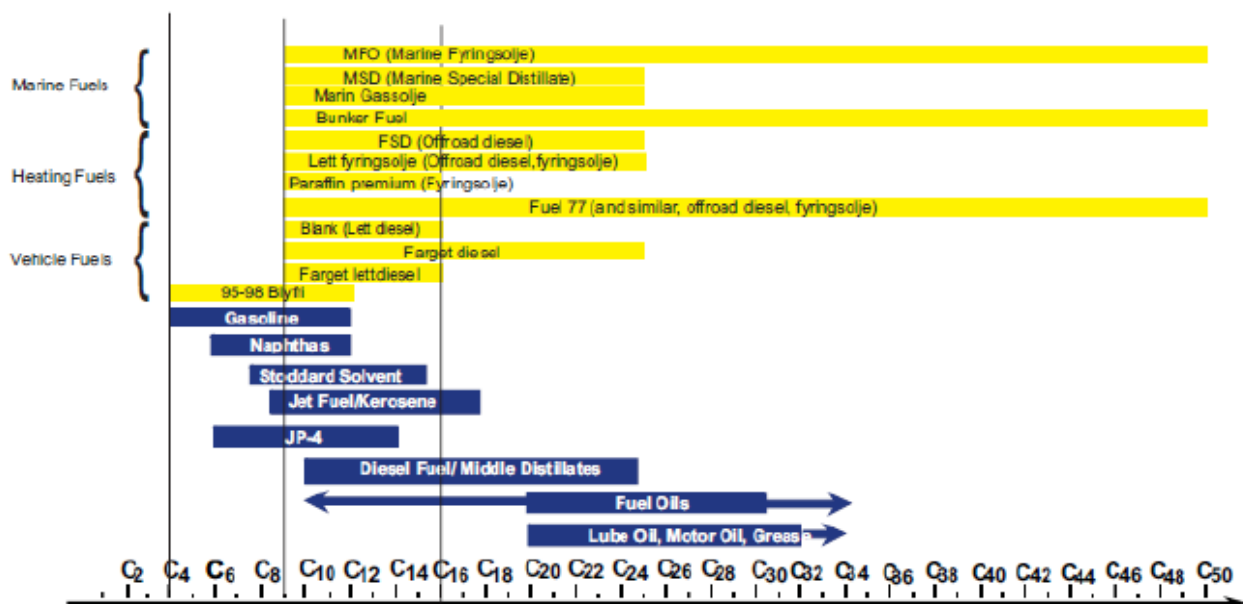 MFO (Marine Fyringsolje)
Marine Fuels
MSD (Marine Special Distillate)
Marin Gassolje
Bunker Fuel
Heating Fuels
FSD (Offroad diesel)
Lett fyringsolje (Offroad diesel,fyringsolje)
Paraffin premium (Fyringsolje)
Fuel 77 (and similar, offroad diesel, fyringsolje)
Vehicle Fuels
Blank (Lett diesel)
Farget diesel
Farget lettdiesel
95-98 Blyfri
Gasoline
Naphthas
Stoddard Solvent
Jet Fuel/Kerosene
JP-4
Diesel Fuel/ Middle Distillates
Fuel Oils
Lube Oil, Motor Oil, Grease
C2 C4 C6 C8 C10 C12 C14 C16 C18 C20 C22 C24 C26 C28 C30 C32 C34 C36 C38 C40 C42 C44 C46 C48 C50